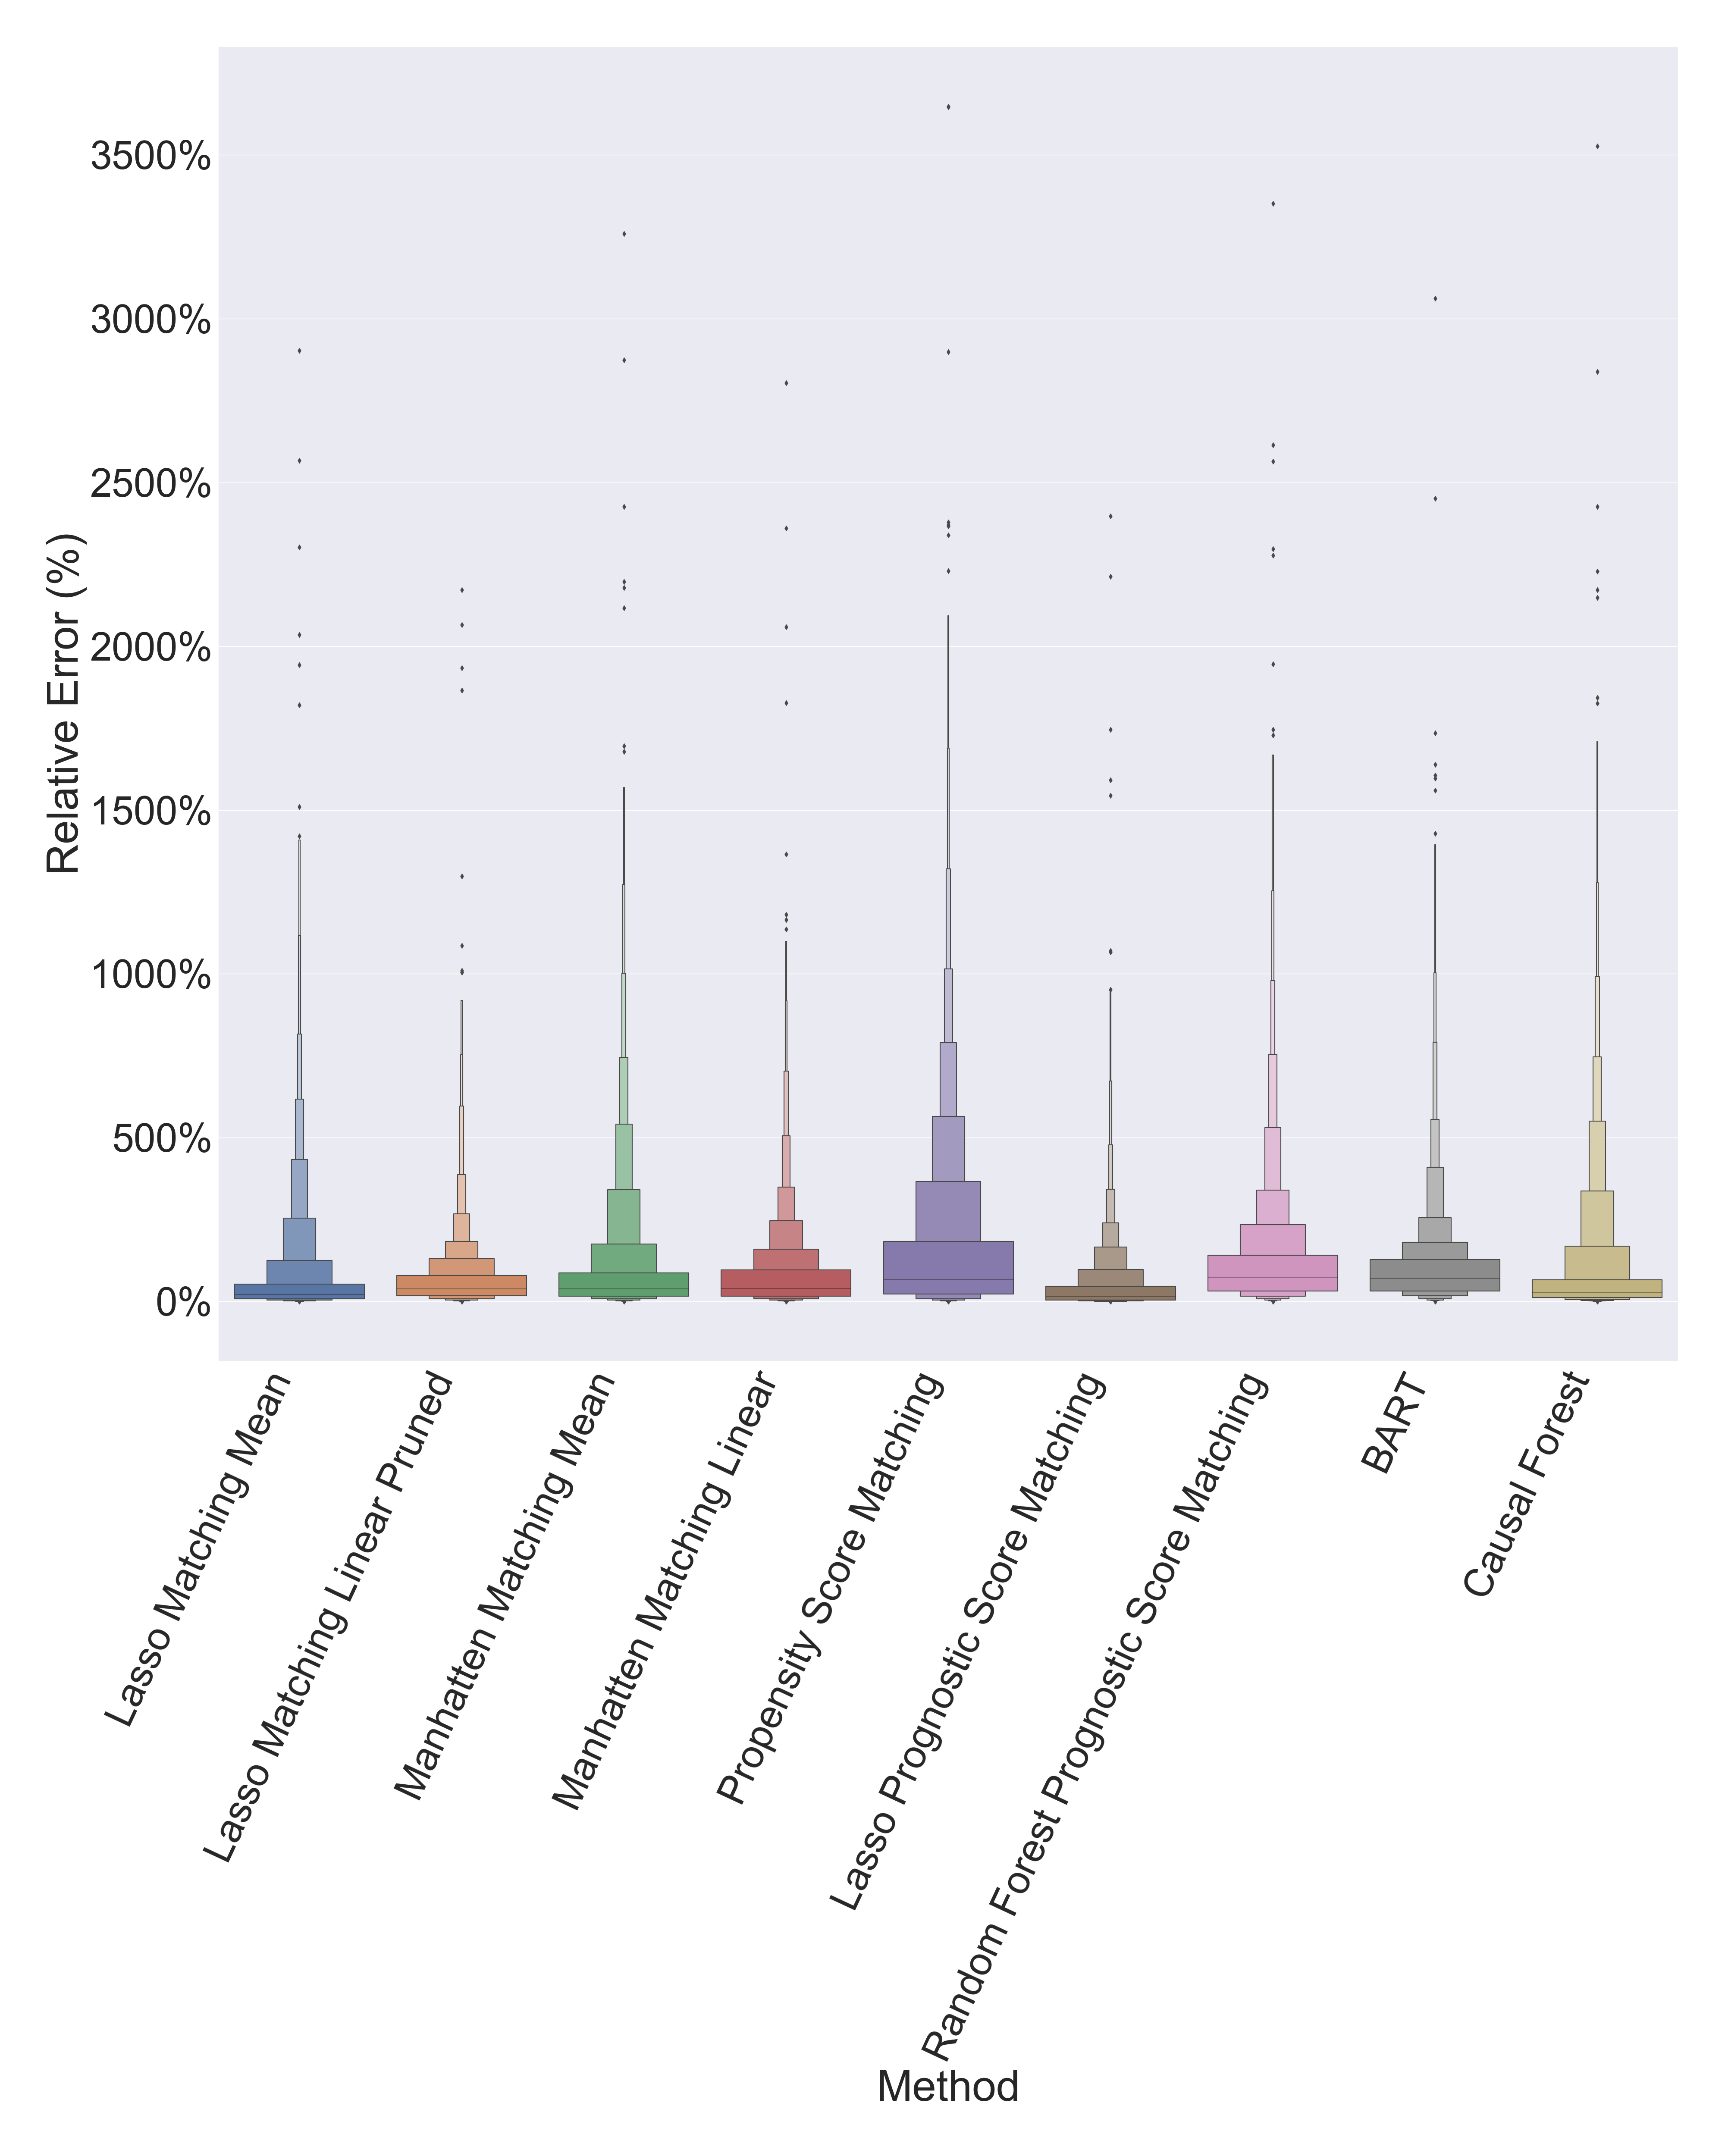 3500%
3000%
2500%
2000%
1500%
1000%
500%
0%
Relative Error (%)
Lasso Matching Mean
Lasso Matching Linear Pruned
Manhatten Matching Mean
Manhatten Matching Linear
Propensity Score Matching
Lasso Prognostic Score Matching
Random Forest Prognostic Score Matching
BART
Causal Forest
Method